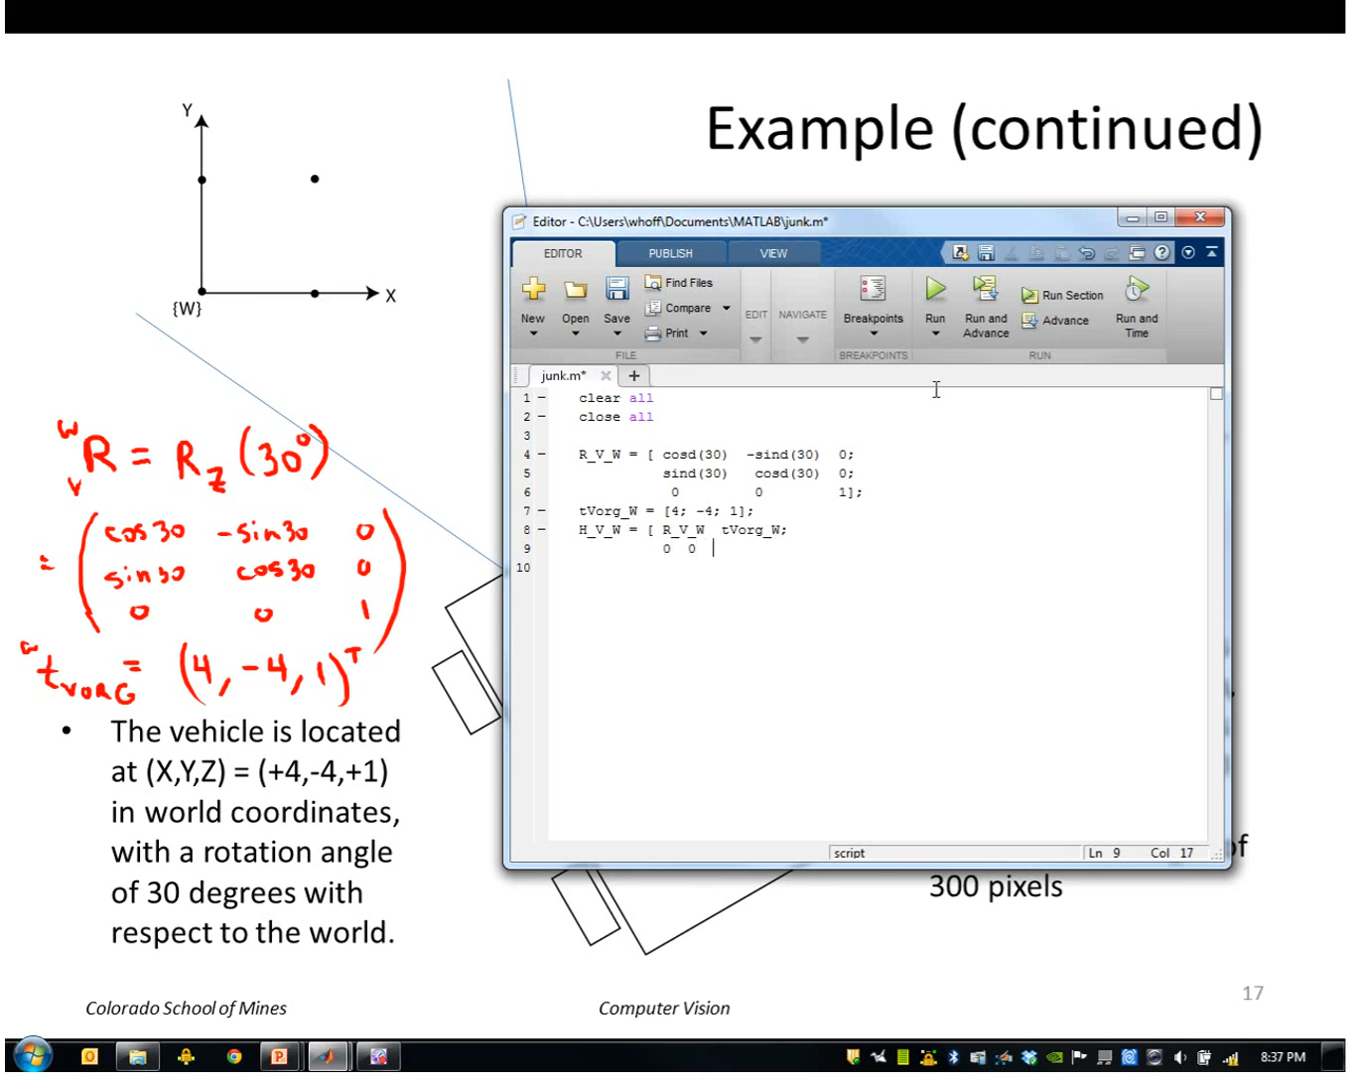 Example (continued)
Y
X
{W}
Editor - C:\Users\whoff\Documents\MATLAB\junk.m*
EDITOR PUBLISH VIEW
New Open Save Find Files
Compare
Print
EDIT NAVIGATE Breakpoints Run Run and Advance Run Section
Advance
Run and Time
FILE BREAKPOINTS RUN
junk.m*
1 clear all
2 close all
3
4 R_V_W = [ cosd(30) -sind(30) 0;
5 sind(30) cosd(30) 0;
6 0 0 1];
7 tVorg_W = [4; -4; 1];
8 H_V_W = [ R_V_W tVorg_W;
9 0 0
10
script Ln 9 Col 17
W
V R = R_Z (30°)
= ( cos30 -sin30 0
sin30 cos30 0
0 0 1 )
W t_VORG = (4, -4, 1)^T
• The vehicle is located
at (X,Y,Z) = (+4,-4,+1)
in world coordinates,
with a rotation angle
of 30 degrees with
respect to the world.
of
300 pixels
17
Colorado School of Mines
Computer Vision
8:37 PM